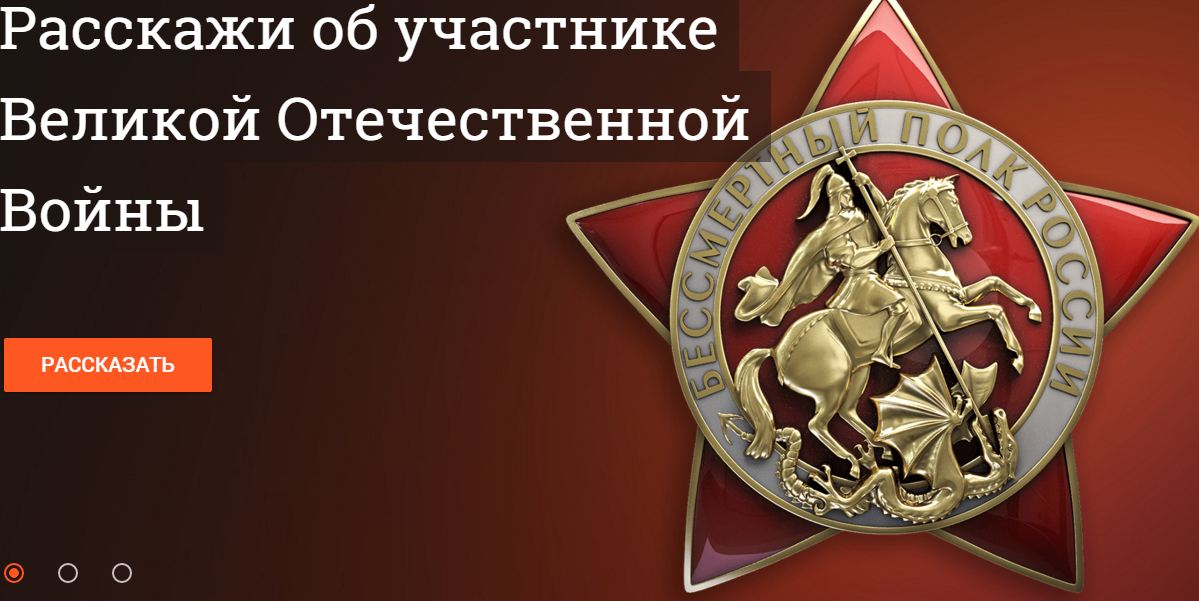 Расскажи об участнике
Великой Отечественной
Войны
РАССКАЗАТЬ
БЕССМЕРТНЫЙ ПОЛК РОССИИ